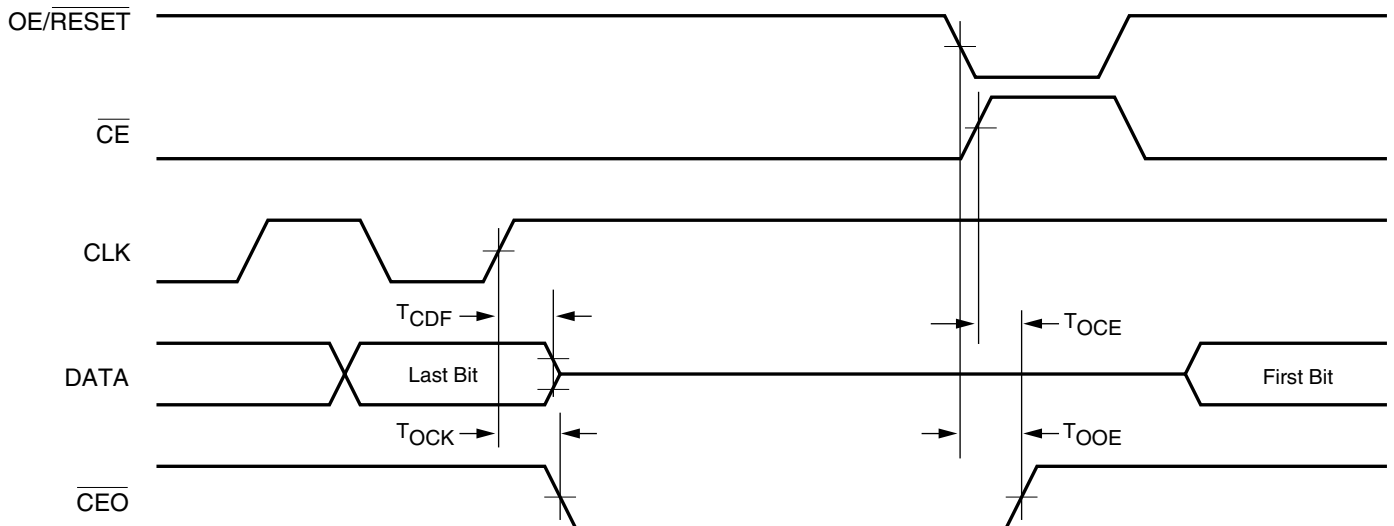 OE/RESET
CE
CLK
TCDF
TOCE
DATA
Last Bit
First Bit
TOCK
TOOE
CEO